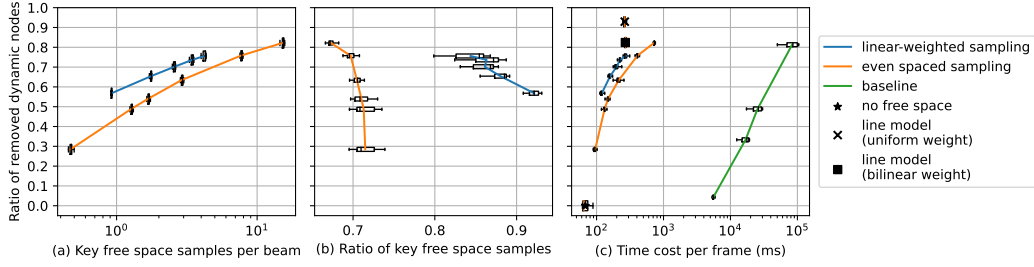 Ratio of removed dynamic nodes
1.0
0.9
0.8
0.7
0.6
0.5
0.4
0.3
0.2
0.1
0.0
10⁰ 10¹
(a) Key free space samples per beam
0.7 0.8 0.9
(b) Ratio of key free space samples
10² 10³ 10⁴ 10⁵
(c) Time cost per frame (ms)
linear-weighted sampling
even spaced sampling
baseline
no free space
line model
(uniform weight)
line model
(bilinear weight)